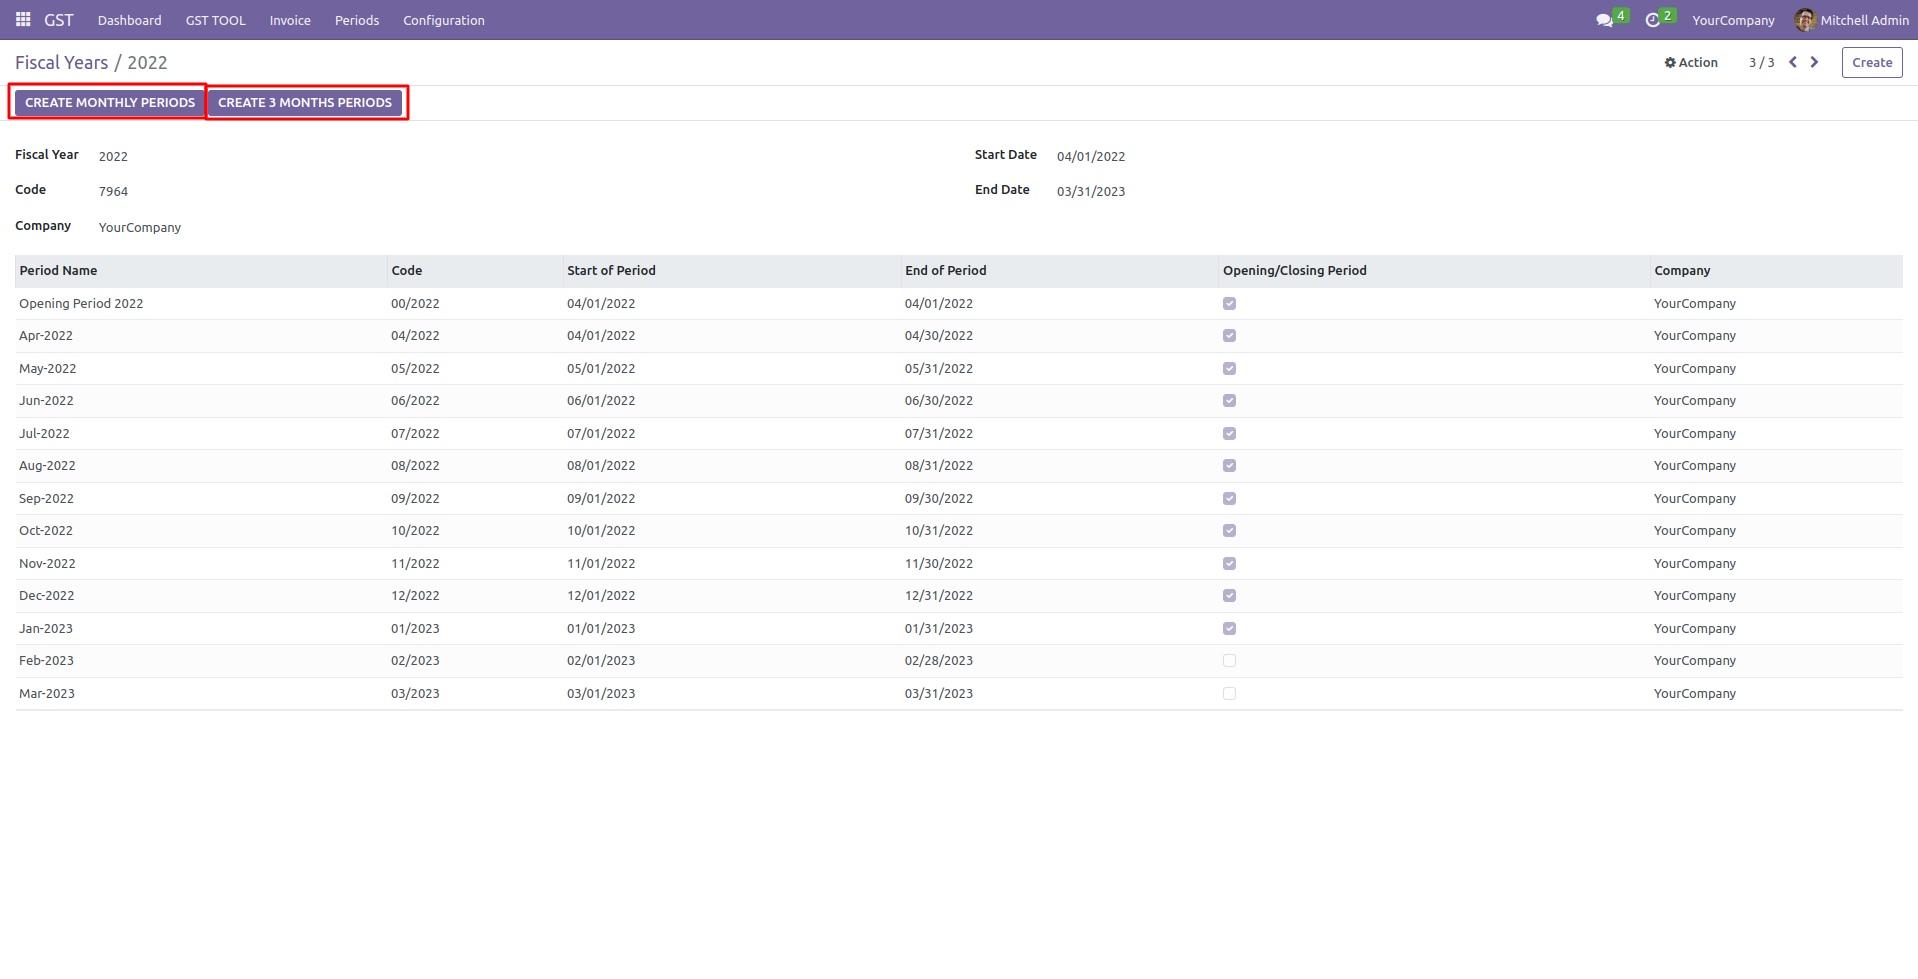 GST Dashboard GST TOOL Invoice Periods Configuration 4 2 YourCompany Mitchell Admin
Fiscal Years / 2022 Action 3 / 3 Create
CREATE MONTHLY PERIODS CREATE 3 MONTHS PERIODS
Fiscal Year 2022 Start Date 04/01/2022
Code 7964 End Date 03/31/2023
Company YourCompany
Period Name Code Start of Period End of Period Opening/Closing Period Company
Opening Period 2022 00/2022 04/01/2022 04/01/2022 YourCompany
Apr-2022 04/2022 04/01/2022 04/30/2022 YourCompany
May-2022 05/2022 05/01/2022 05/31/2022 YourCompany
Jun-2022 06/2022 06/01/2022 06/30/2022 YourCompany
Jul-2022 07/2022 07/01/2022 07/31/2022 YourCompany
Aug-2022 08/2022 08/01/2022 08/31/2022 YourCompany
Sep-2022 09/2022 09/01/2022 09/30/2022 YourCompany
Oct-2022 10/2022 10/01/2022 10/31/2022 YourCompany
Nov-2022 11/2022 11/01/2022 11/30/2022 YourCompany
Dec-2022 12/2022 12/01/2022 12/31/2022 YourCompany
Jan-2023 01/2023 01/01/2023 01/31/2023 YourCompany
Feb-2023 02/2023 02/01/2023 02/28/2023 YourCompany
Mar-2023 03/2023 03/01/2023 03/31/2023 YourCompany